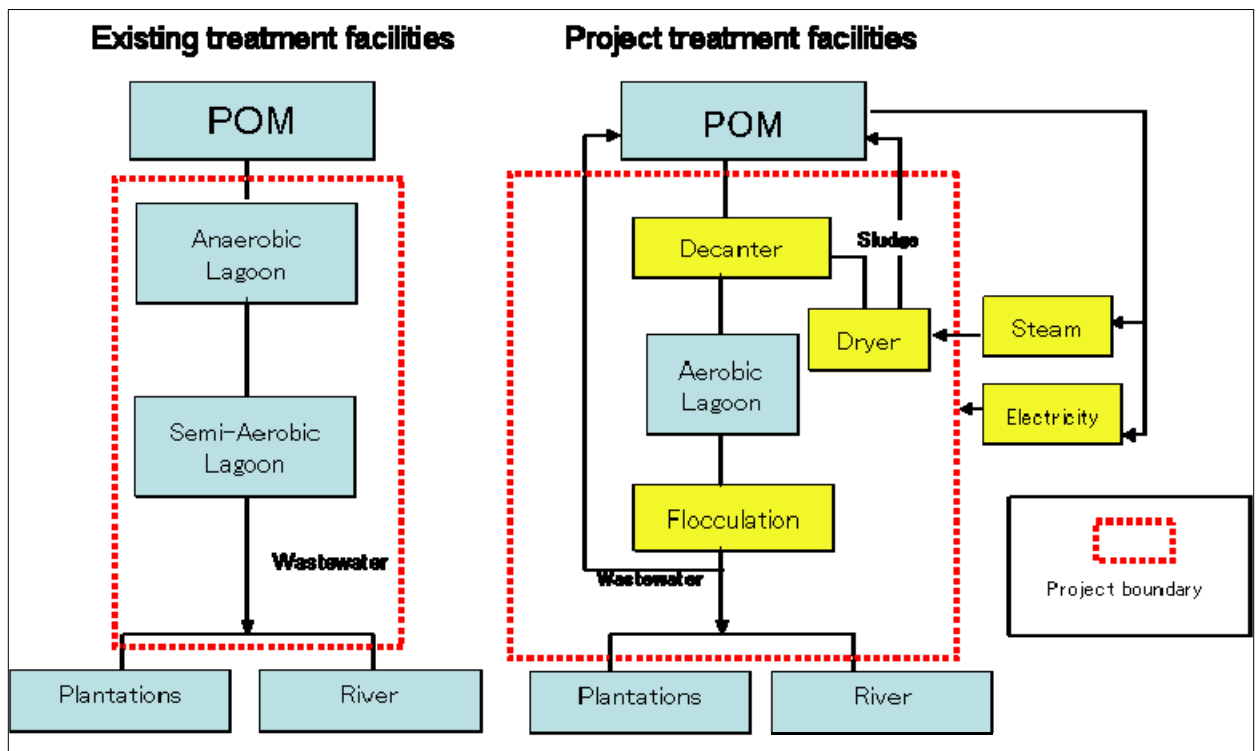 Existing treatment facilities
POM
Anaerobic
Lagoon
Semi-Aerobic
Lagoon
Wastewater
Plantations
River
Project treatment facilities
POM
Decanter
Sludge
Dryer
Steam
Aerobic
Lagoon
Electricity
Flocculation
Wastewater
Plantations
River
Project boundary